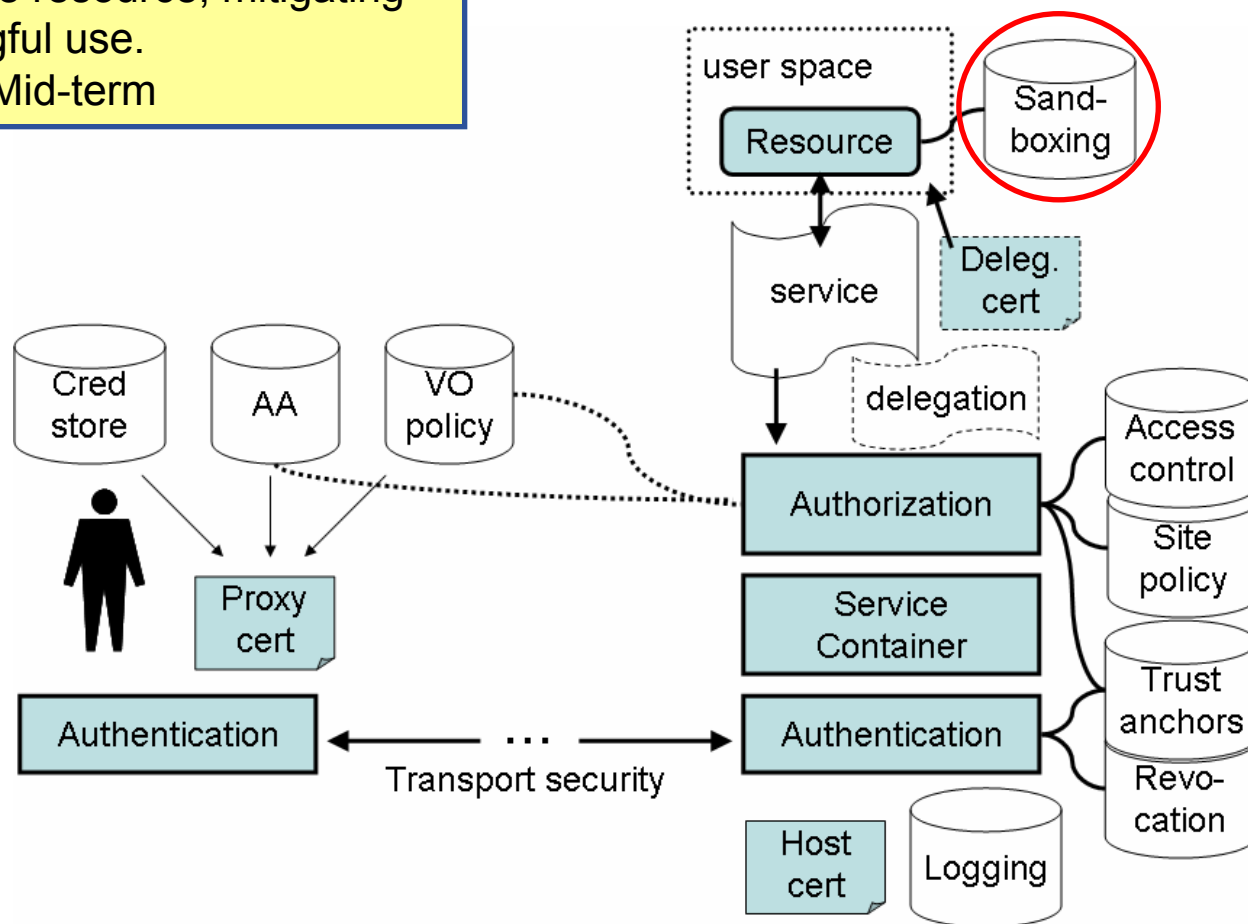 resource, mitigating
gful use.
Mid-term
user space
Sand-
boxing
Resource
service
Deleg.
cert
Cred
store
AA
VO
policy
delegation
Access
control
Authorization
Site
policy
Proxy
cert
Service
Container
Trust
anchors
Authentication
...
Authentication
Transport security
Revo-
cation
Host
cert
Logging